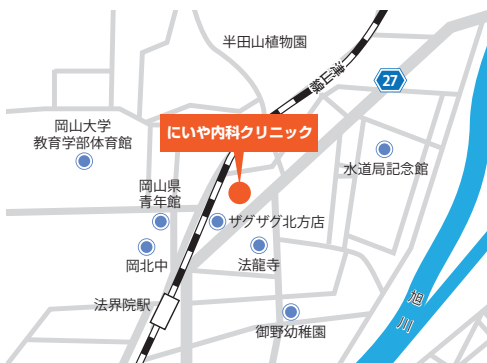 半田山植物園
津山線
27
岡山大学
教育学部体育館
にいや内科クリニック
水道局記念館
岡山県
青年館
ザグザグ北方店
岡北中
法龍寺
法界院駅
旭川
御野幼稚園